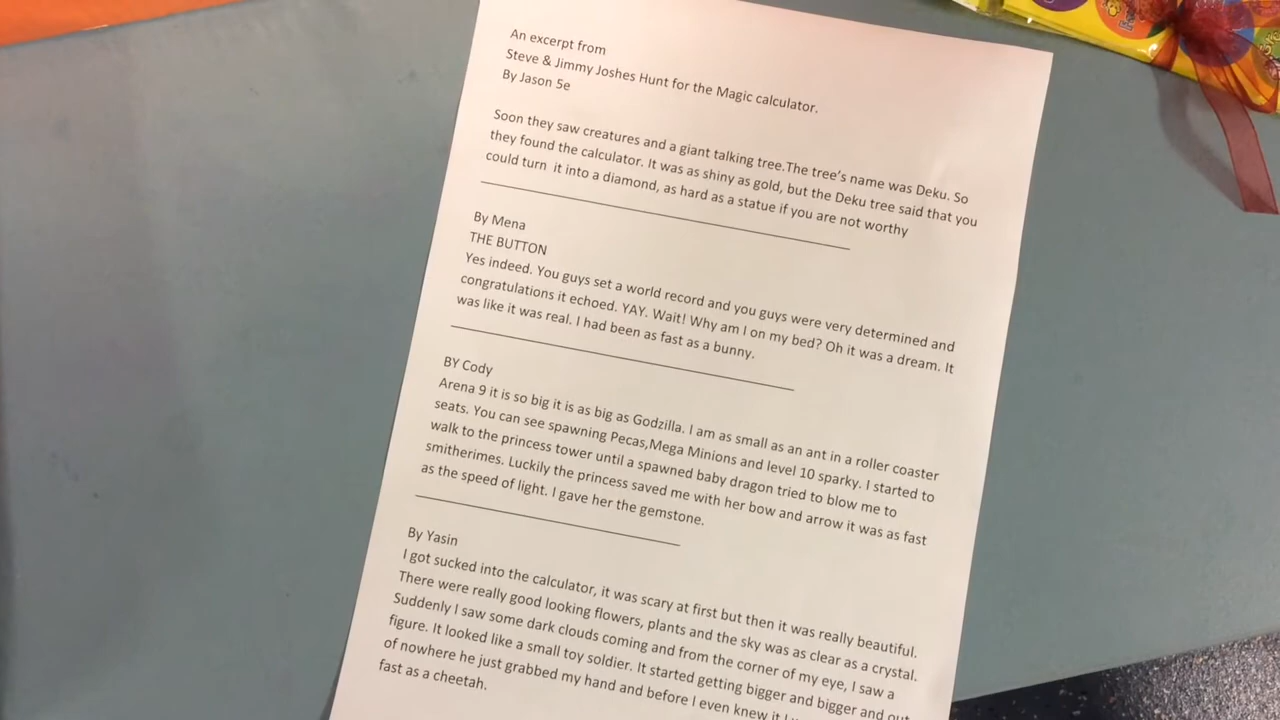 An excerpt from
Steve & Jimmy Joshes Hunt for the Magic calculator.
By Jason 5e
Soon they saw creatures and a giant talking tree.The tree's name was Deku. So
they found the calculator. It was as shiny as gold, but the Deku tree said that you
could turn  it into a diamond, as hard as a statue if you are not worthy
By Mena
THE BUTTON
Yes indeed. You guys set a world record and you guys were very determined and
congratulations it echoed. YAY. Wait! Why am I on my bed? Oh it was a dream. It
was like it was real. I had been as fast as a bunny.
BY Cody
Arena 9 it is so big it is as big as Godzilla. I am as small as an ant in a roller coaster
seats. You can see spawning Pecas,Mega Minions and level 10 sparky. I started to
walk to the princess tower until a spawned baby dragon tried to blow me to
smitherimes. Luckily the princess saved me with her bow and arrow it was as fast
as the speed of light. I gave her the gemstone.
By Yasin
I got sucked into the calculator, it was scary at first but then it was really beautiful.
There were really good looking flowers, plants and the sky was as clear as a crystal.
Suddenly I saw some dark clouds coming and from the corner of my eye, I saw a
figure. It looked like a small toy soldier. It started getting bigger and bigger and out
of nowhere he just grabbed my hand and before I even knew it I
fast as a cheetah.